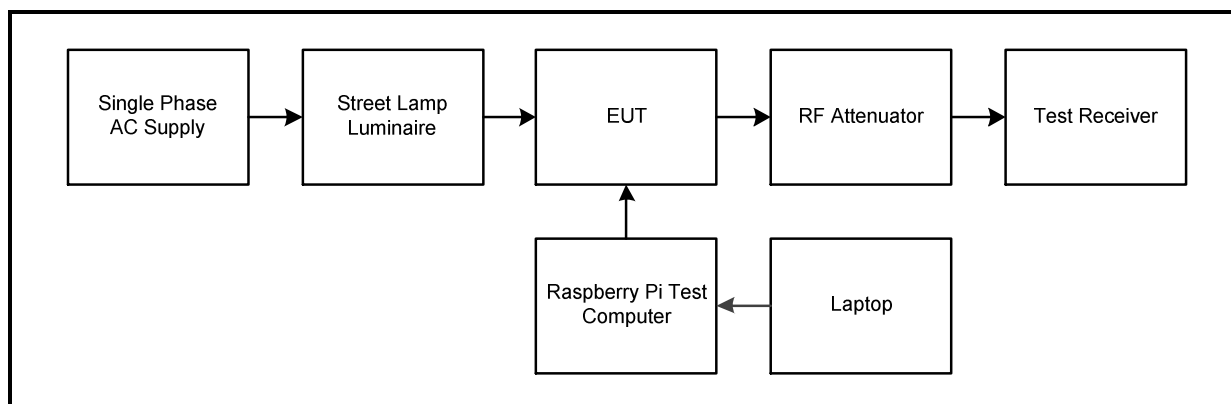 Single Phase
AC Supply
Street Lamp
Luminaire
EUT
RF Attenuator
Test Receiver
Raspberry Pi Test
Computer
Laptop